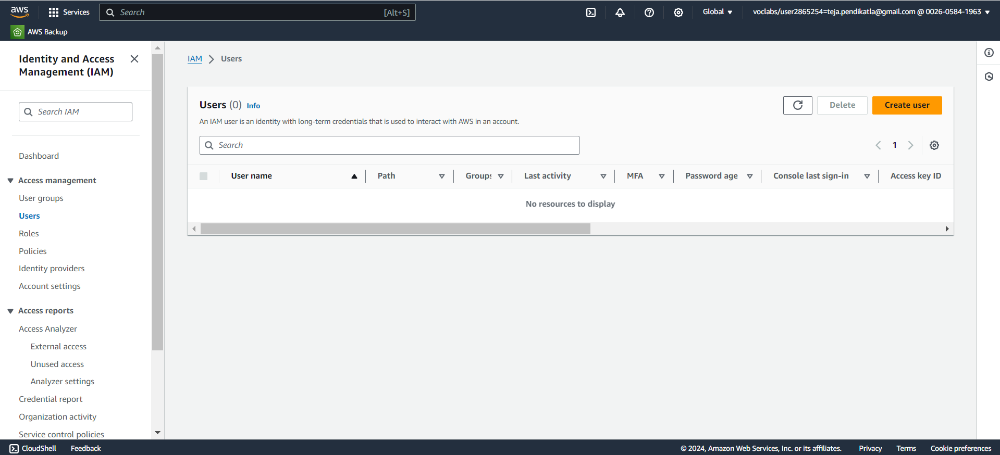 aws
Services
Search [Alt+S]
Global
voclabs/user2865254=teja.pendikatla@gmail.com @ 0026-0584-1963
AWS Backup
Identity and Access
Management (IAM)
Search IAM
Dashboard
Access management
User groups
Users
Roles
Policies
Identity providers
Account settings
Access reports
Access Analyzer
External access
Unused access
Analyzer settings
Credential report
Organization activity
Service control policies
IAM Users
Users (0) Info
Delete
Create user
An IAM user is an identity with long-term credentials that is used to interact with AWS in an account.
Search
1
User name Path Groups Last activity MFA Password age Console last sign-in Access key ID
No resources to display
CloudShell Feedback
© 2024, Amazon Web Services, Inc. or its affiliates. Privacy Terms Cookie preferences